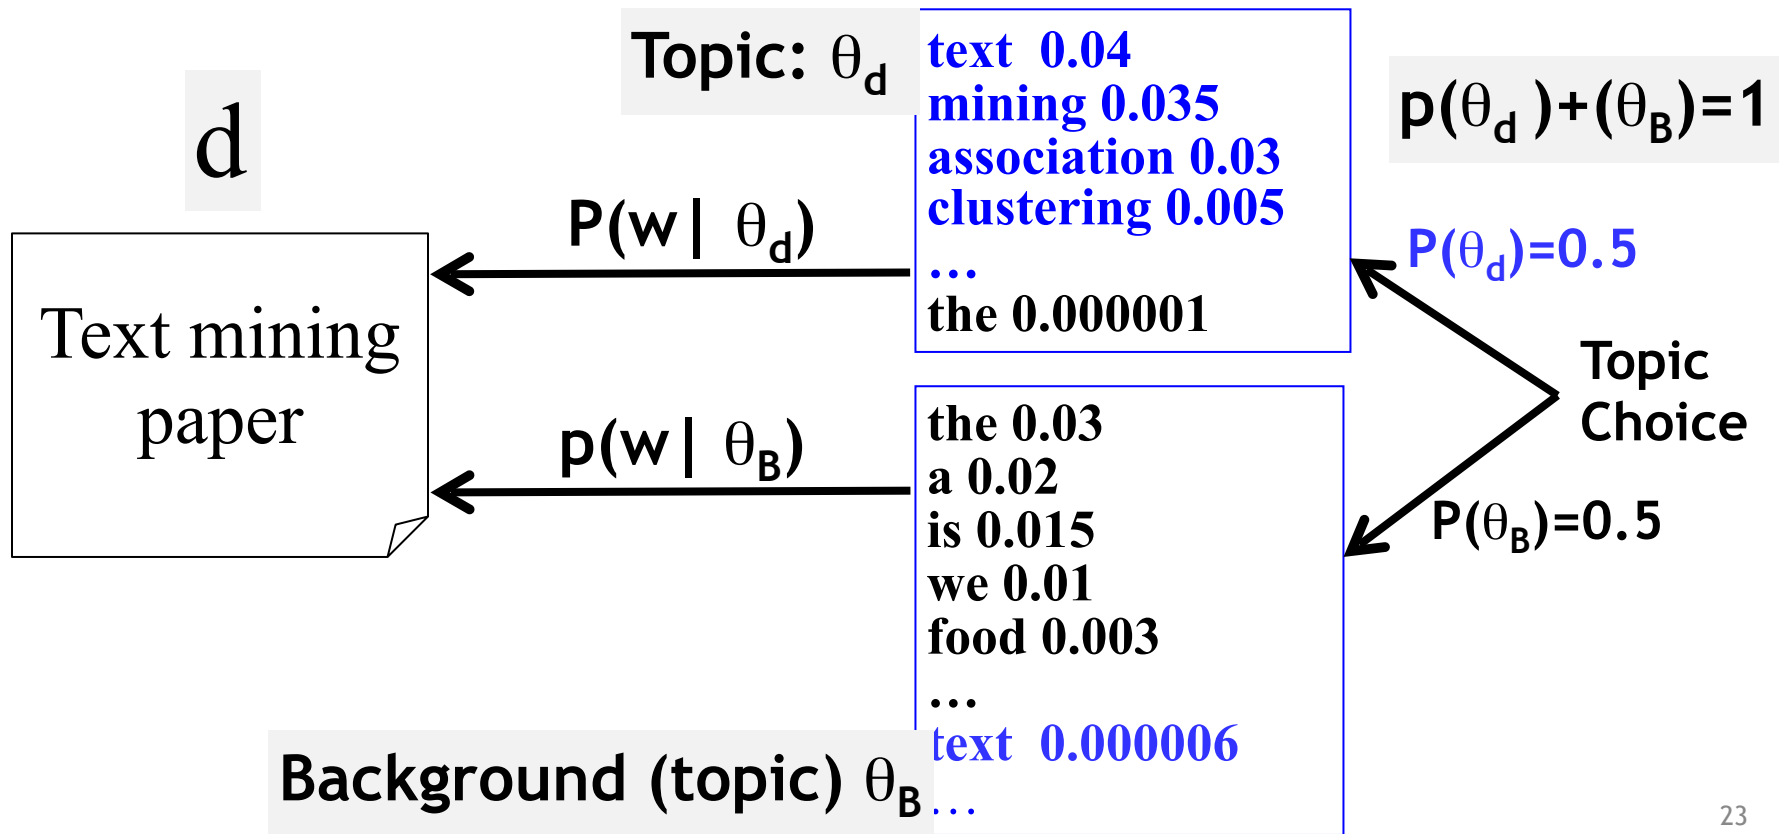 d
Text mining
paper
P(w| θd)
p(w| θB)
Topic: θd
text 0.04
mining 0.035
association 0.03
clustering 0.005
…
the 0.000001
the 0.03
a 0.02
is 0.015
we 0.01
food 0.003
…
text 0.000006
…
Background (topic) θB
p(θd )+(θB)=1
P(θd)=0.5
Topic
Choice
P(θB)=0.5
23